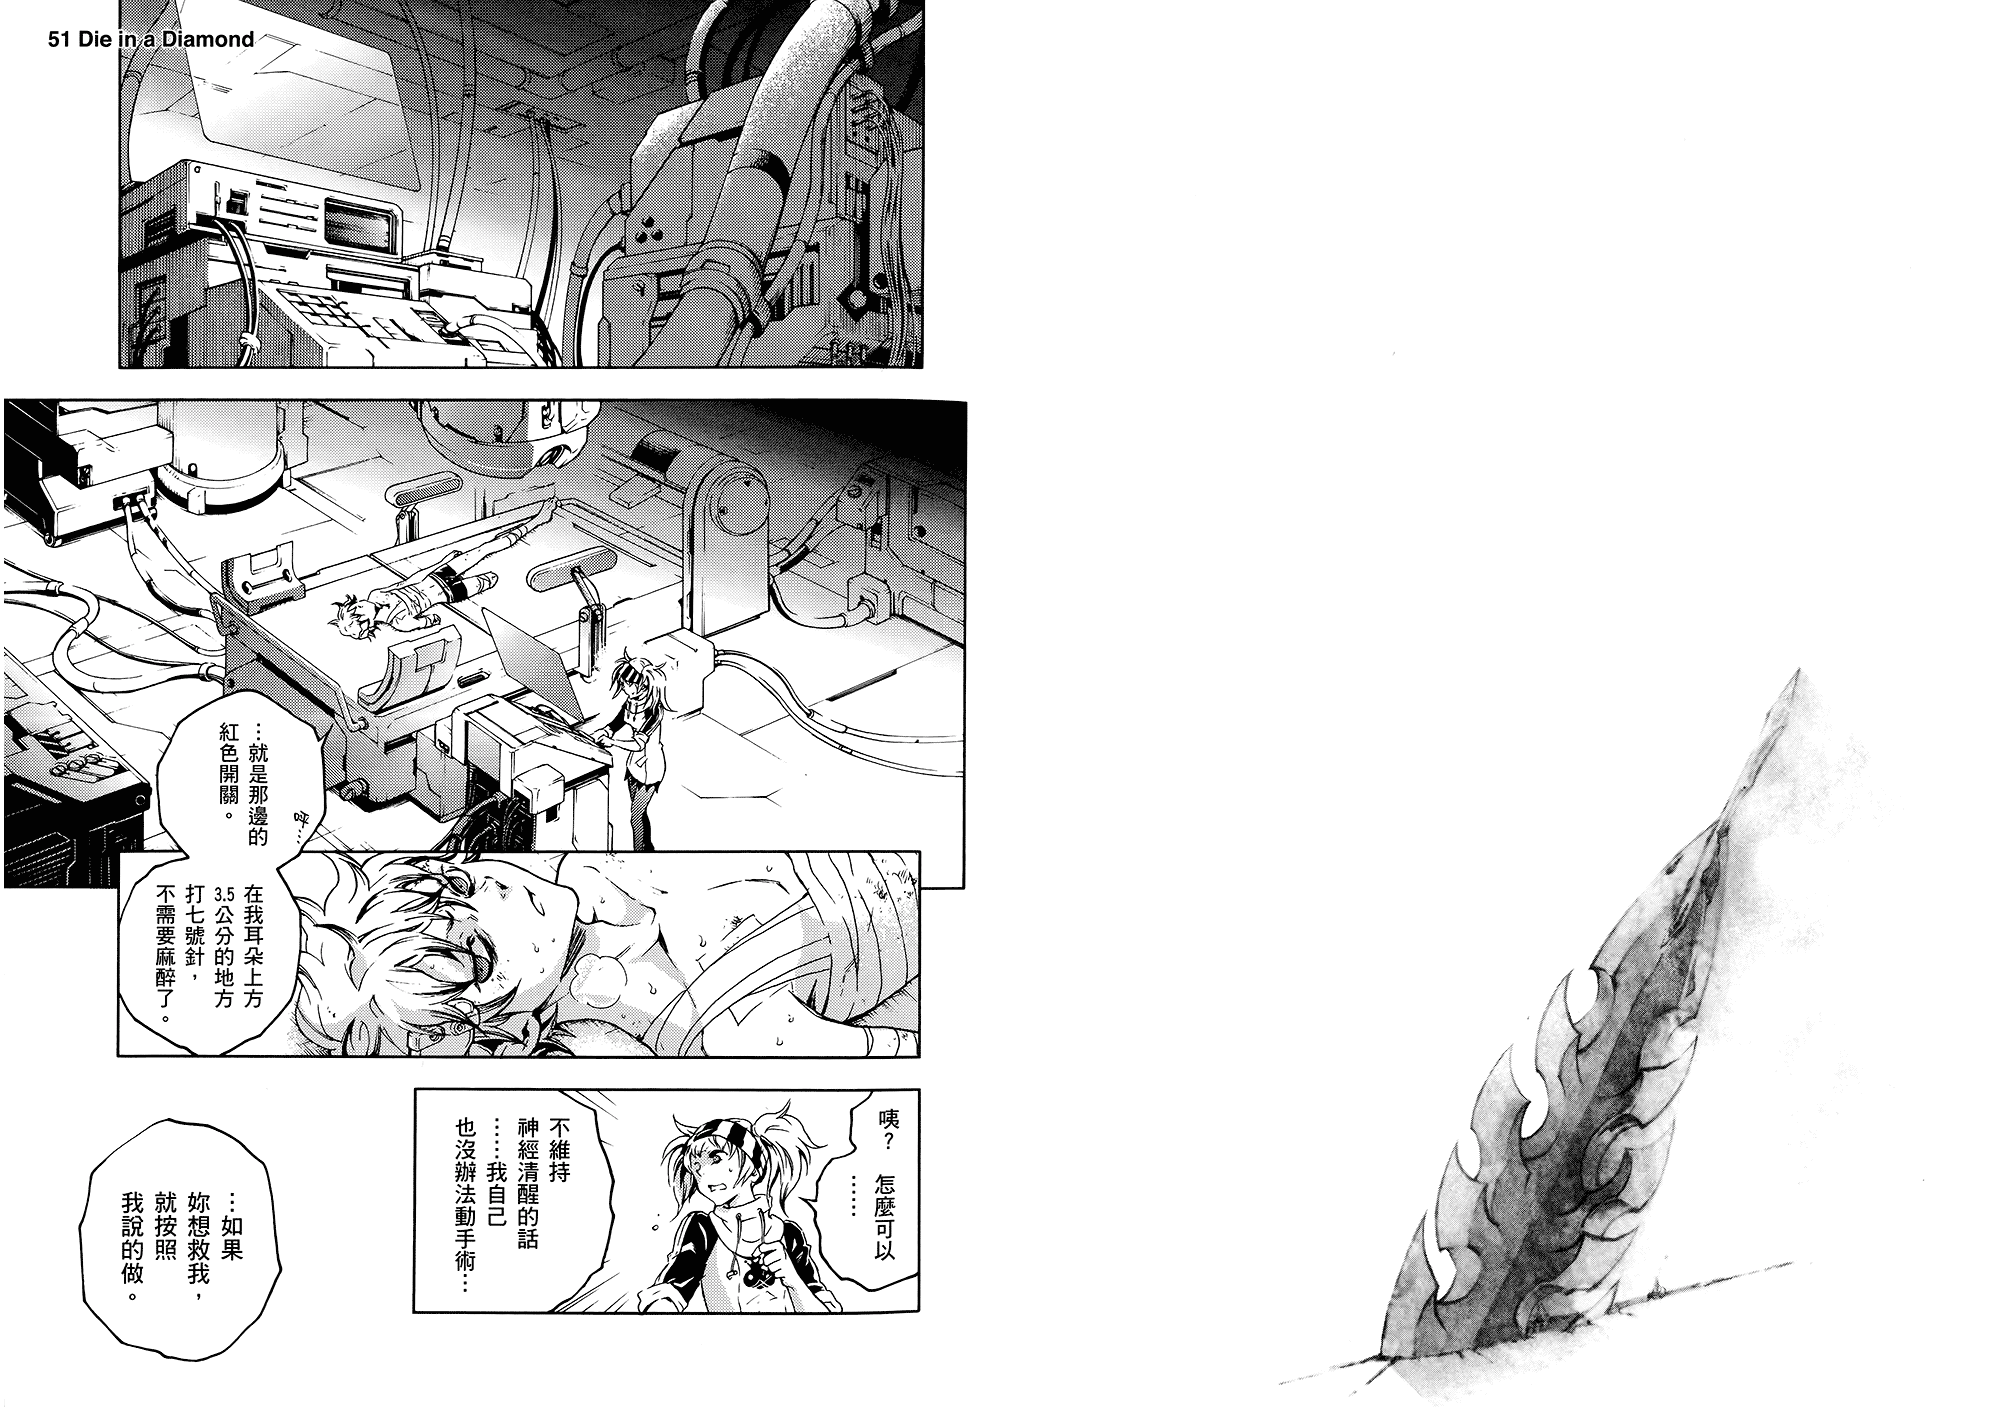 51 Die in a Diamond
呼…
…就是那邊的
紅色開關。
在我耳朵上方
3.5公分的地方
打七號針，
不需要麻醉了。
咦？ 怎麼可以
……
不維持
神經清醒的話
……我自己
也沒辦法動手術…
…如果
妳想救我，
就按照
我說的做。